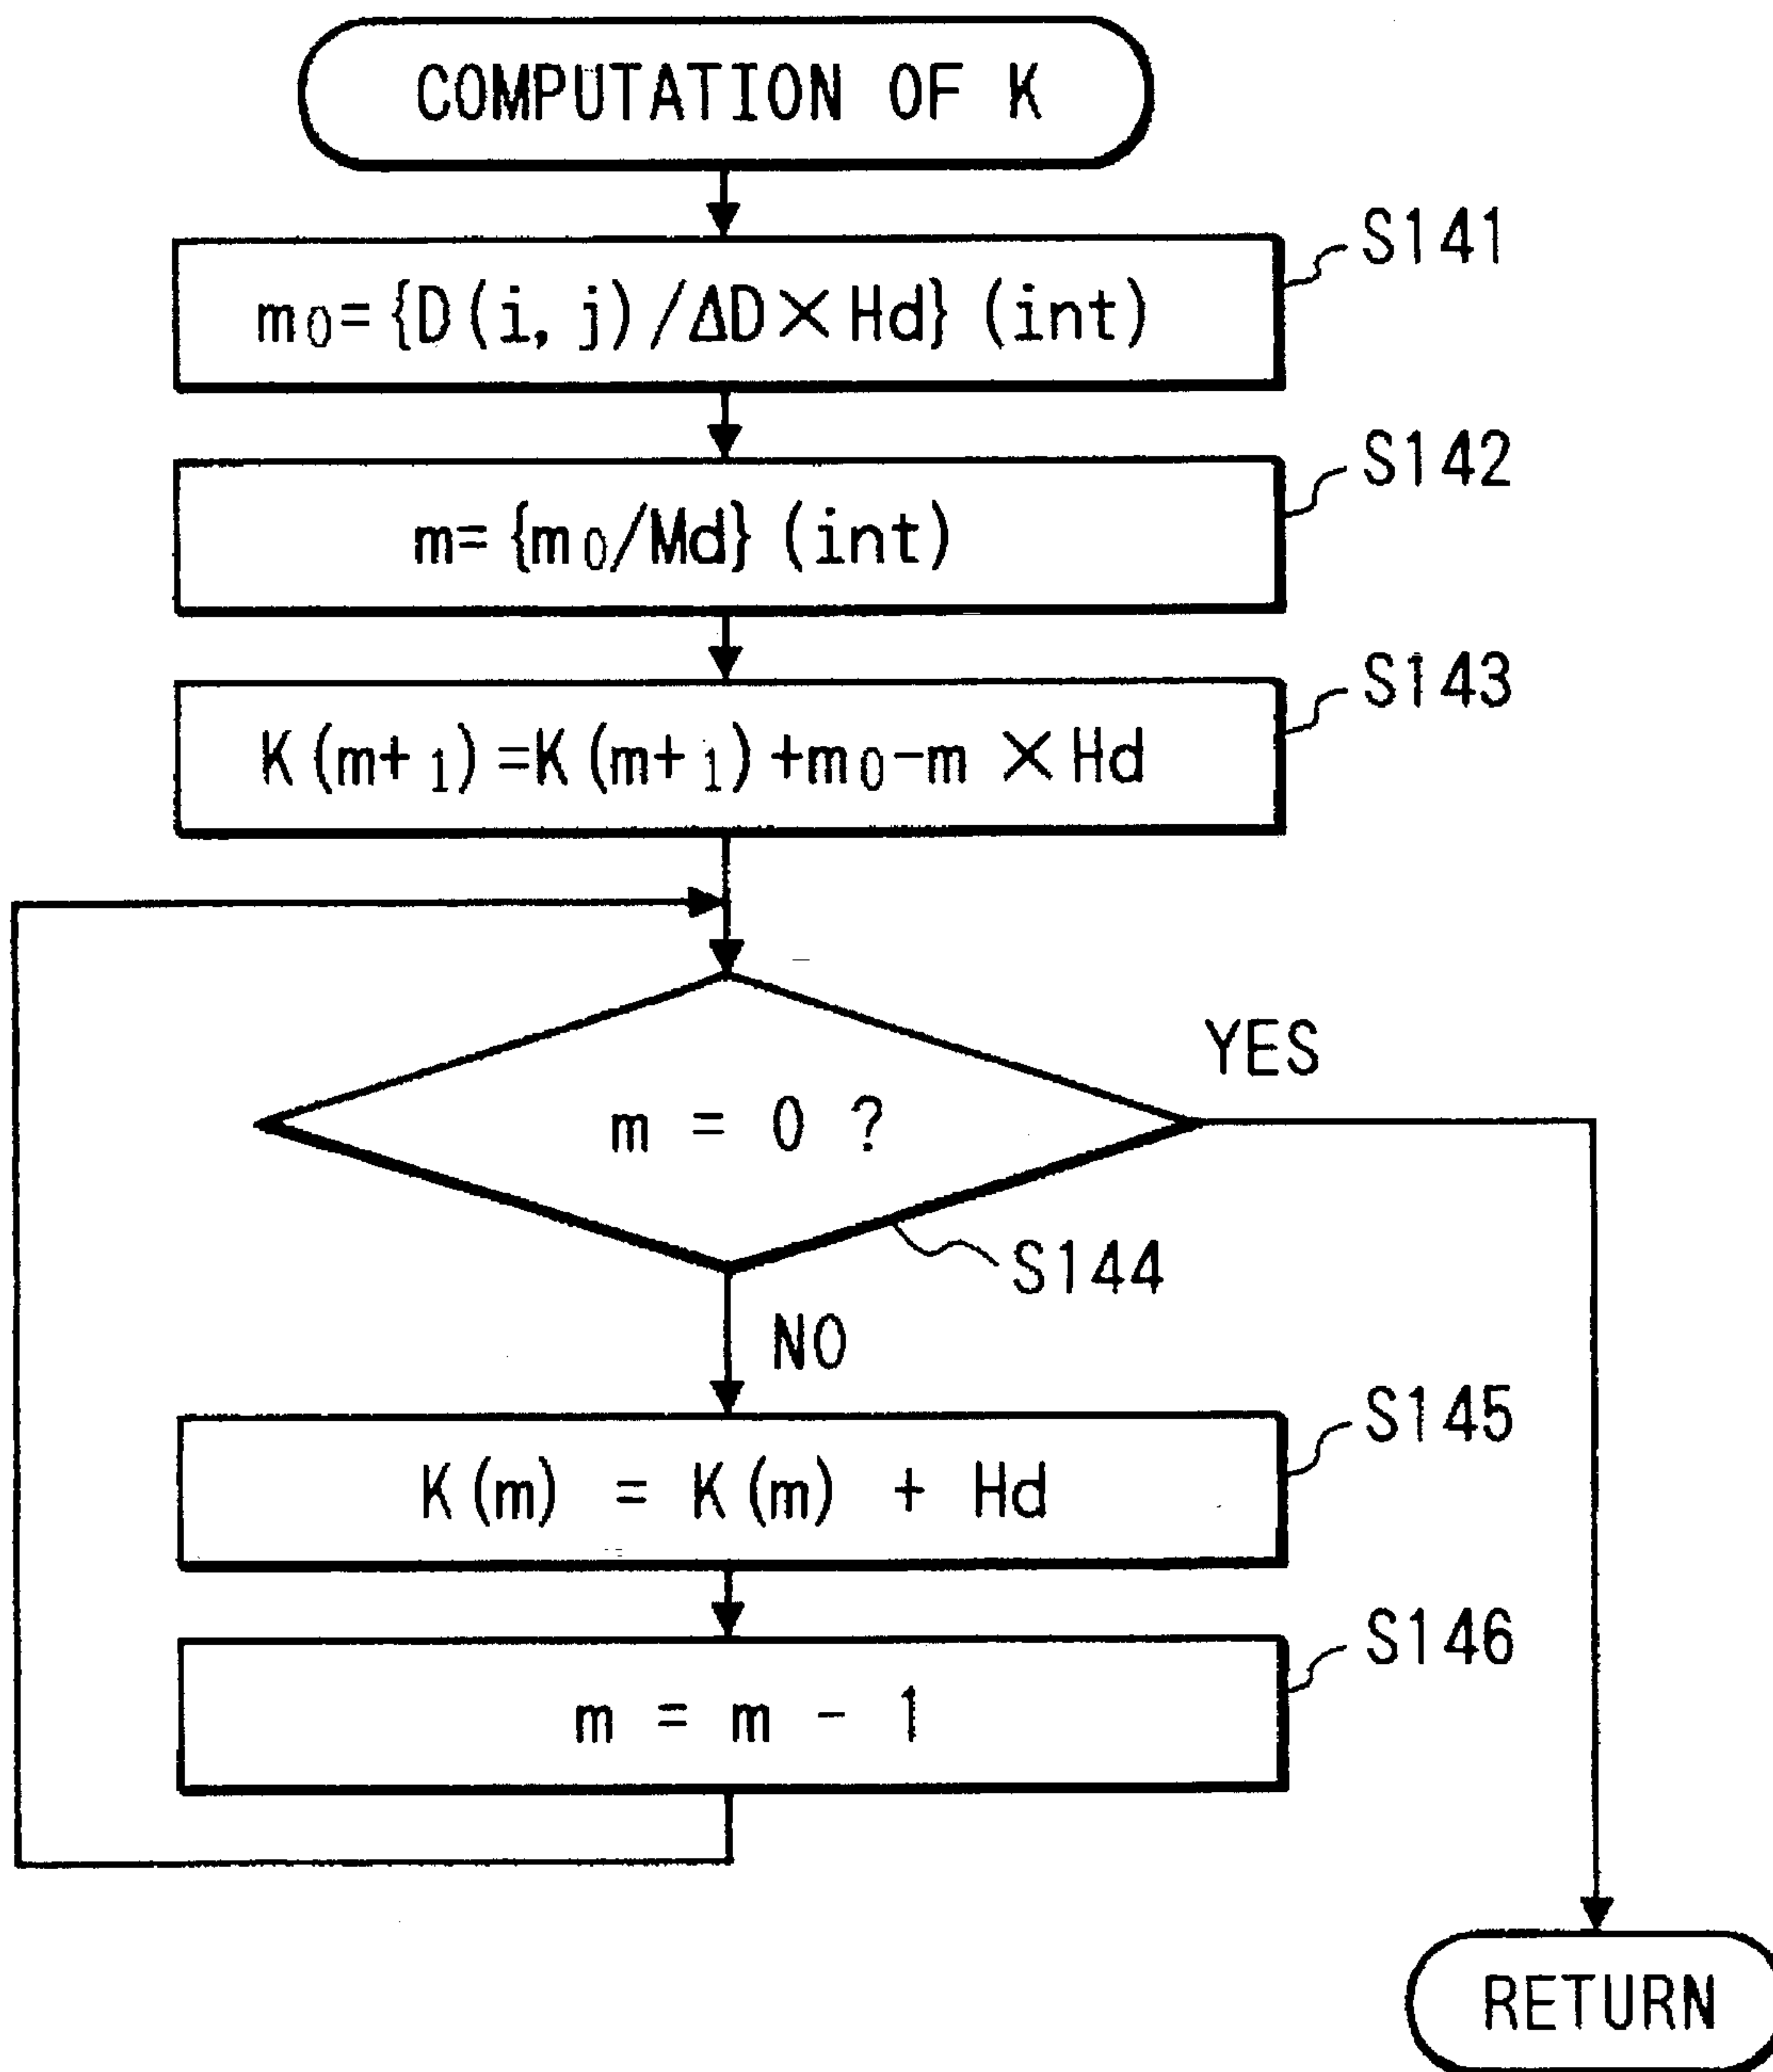 COMPUTATION OF K
S141
m₀={D(i, j)/ΔD×Hd}(int)
S142
m={m₀/Md}(int)
S143
K(m+1)=K(m+1)+m₀-m ×Hd
YES
m = 0 ?
S144
NO
S145
K(m) = K(m) + Hd
S146
m = m - 1
RETURN